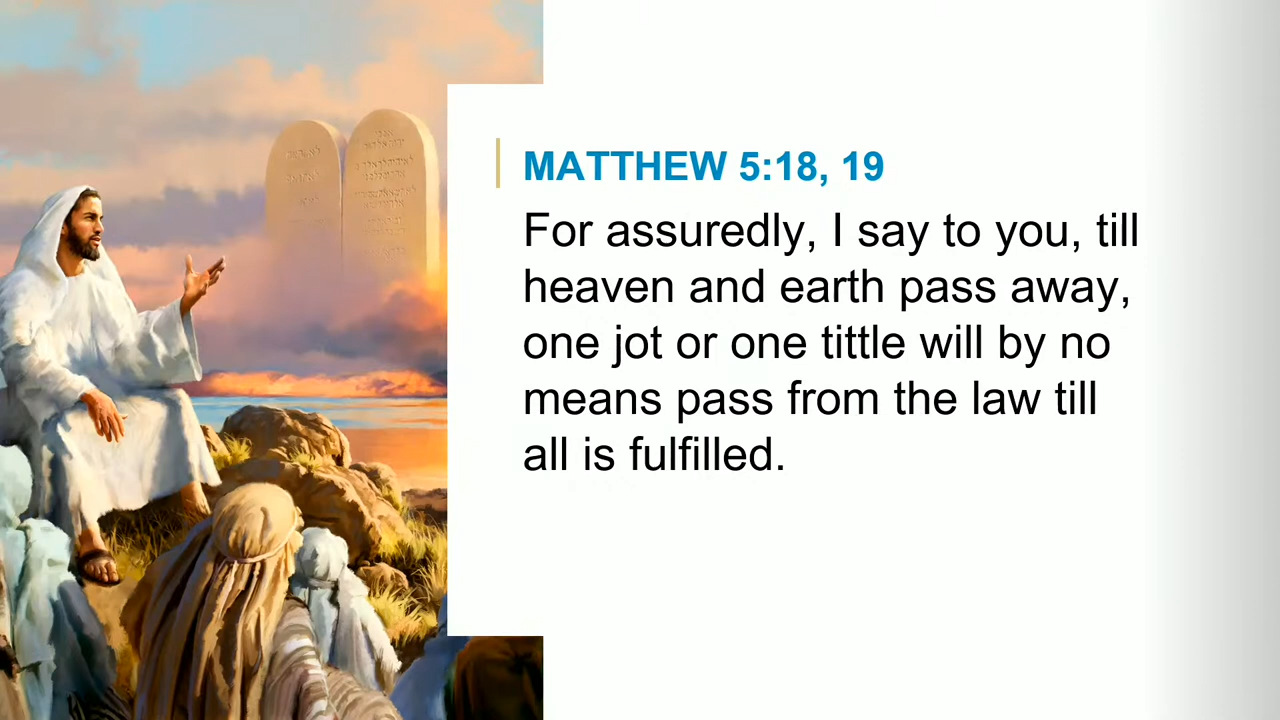 MATTHEW 5:18, 19
For assuredly, I say to you, till
heaven and earth pass away,
one jot or one tittle will by no
means pass from the law till
all is fulfilled.